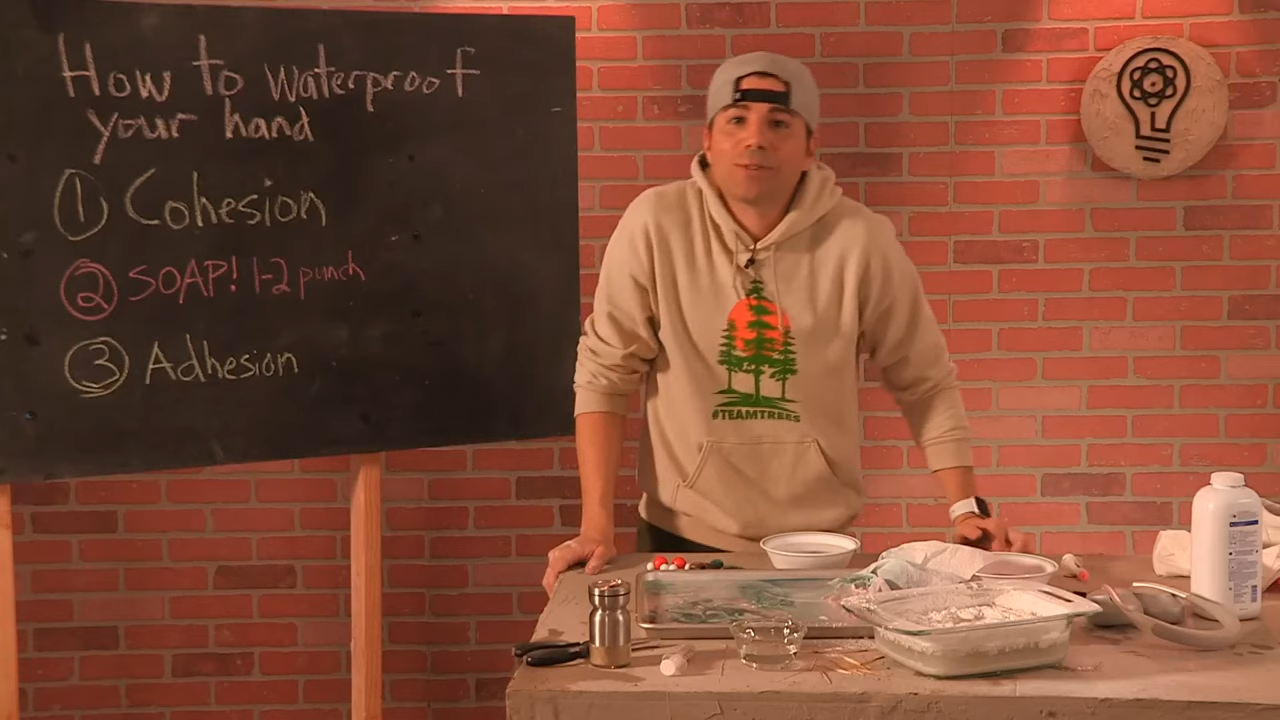 How to waterproof
your hand
① Cohesion
② SOAP! 1-2 punch
③ Adhesion
#TEAMTREES